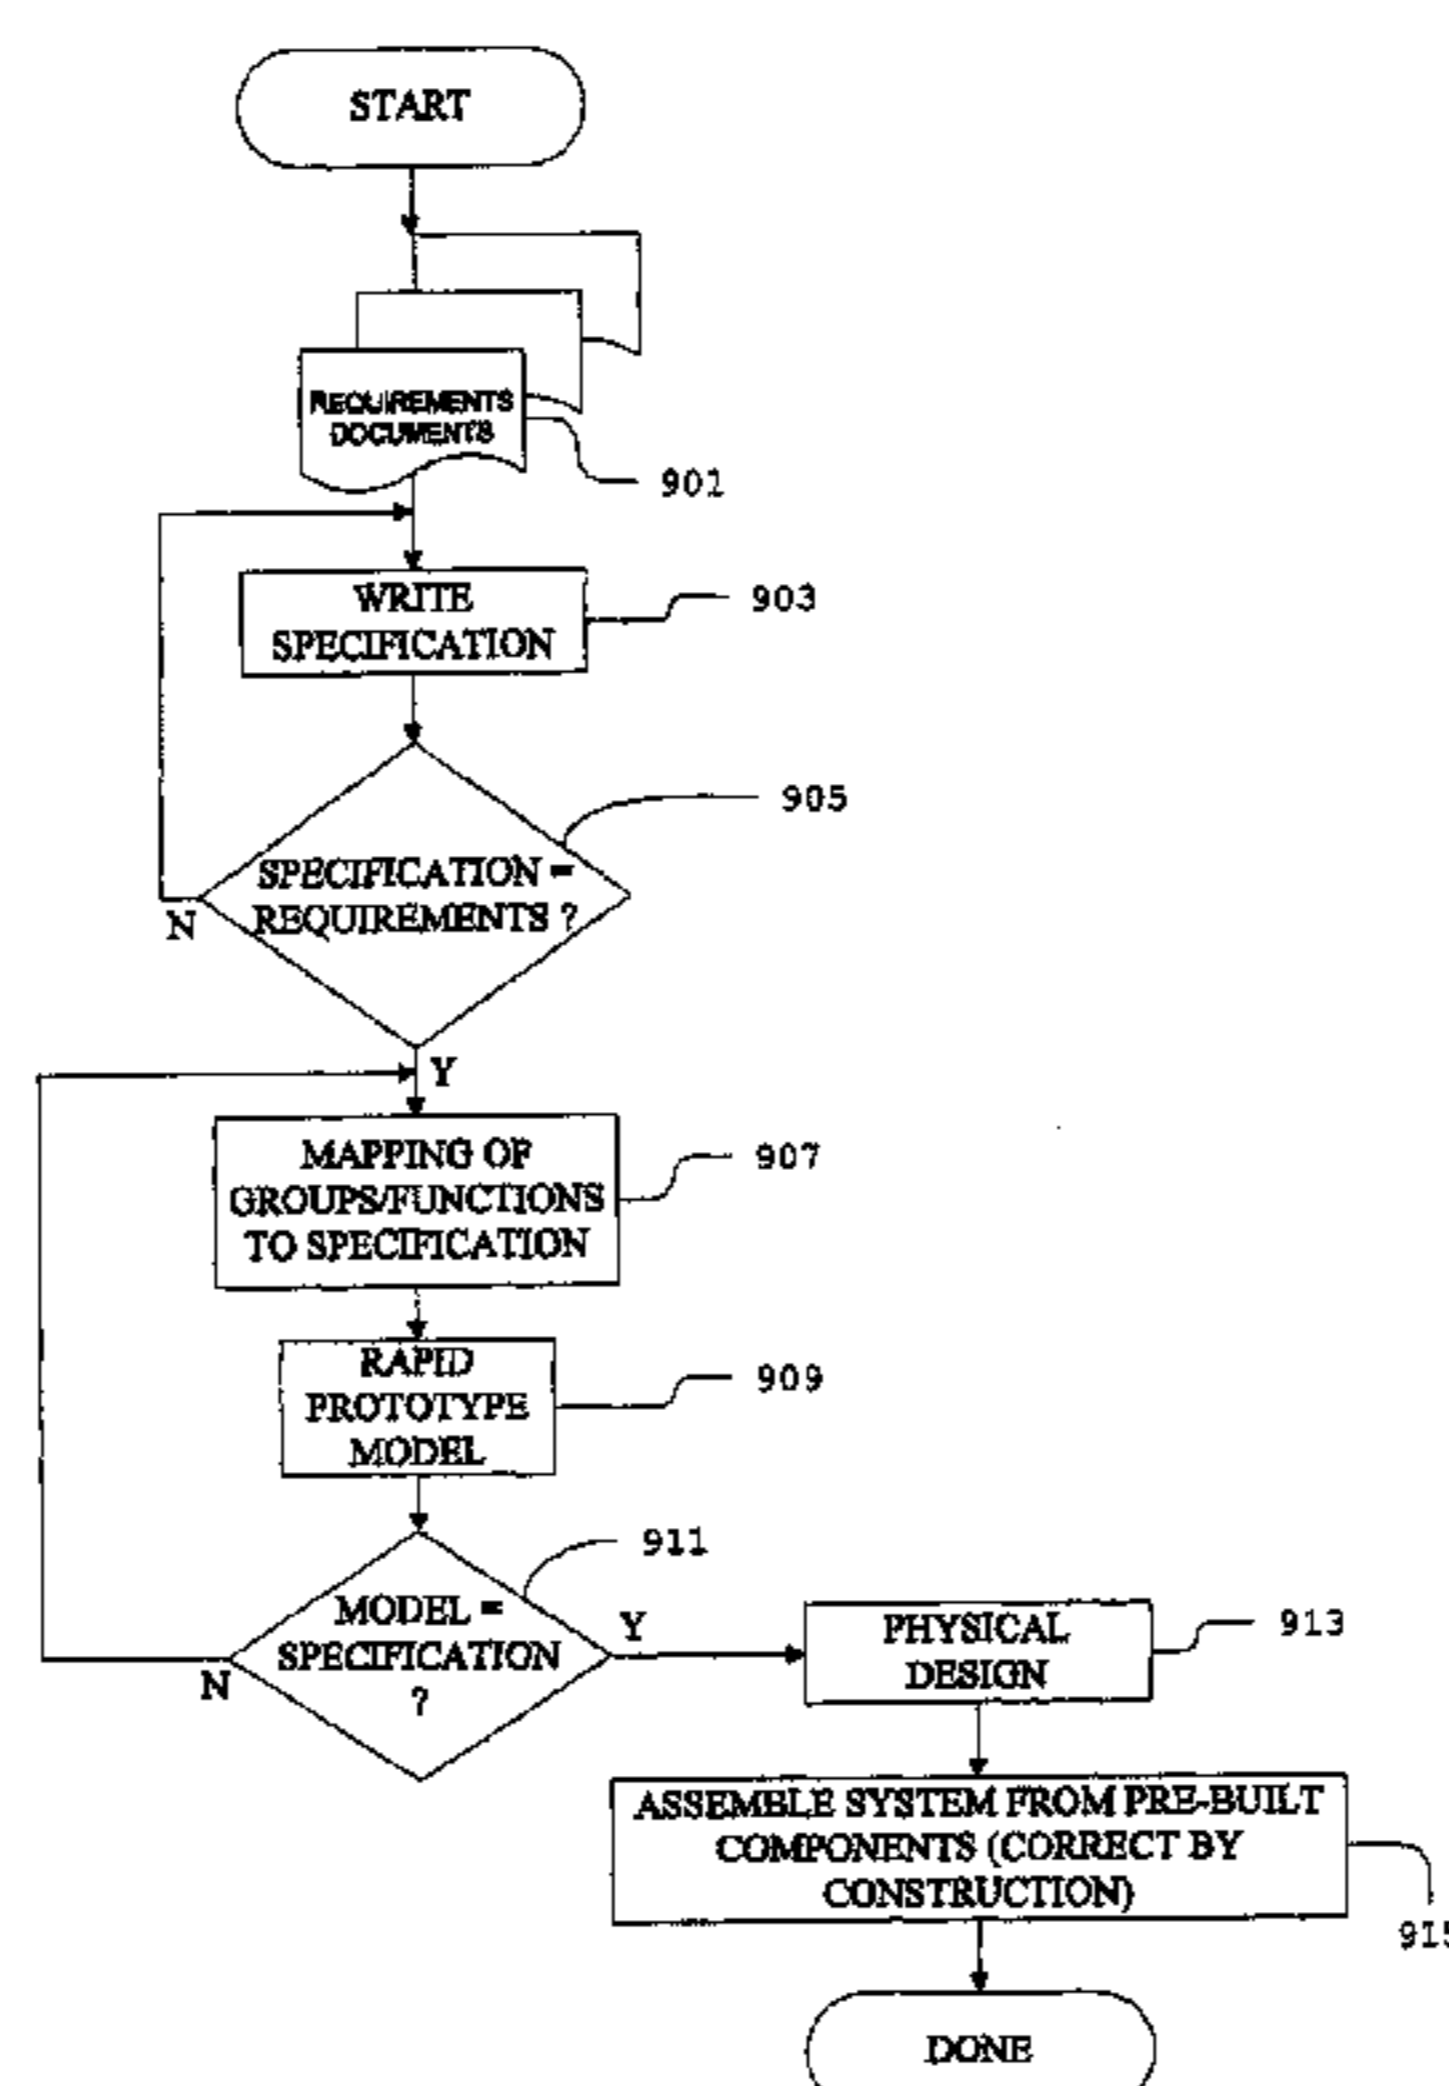 START
REQUIREMENTS
DOCUMENTS
901
WRITE
SPECIFICATION
903
905
SPECIFICATION =
REQUIREMENTS ?
N
Y
MAPPING OF
GROUPS/FUNCTIONS
TO SPECIFICATION
907
RAPID
PROTOTYPE
MODEL
909
911
MODEL =
SPECIFICATION
?
N
Y
PHYSICAL
DESIGN
913
ASSEMBLE SYSTEM FROM PRE-BUILT
COMPONENTS (CORRECT BY
CONSTRUCTION)
915
DONE